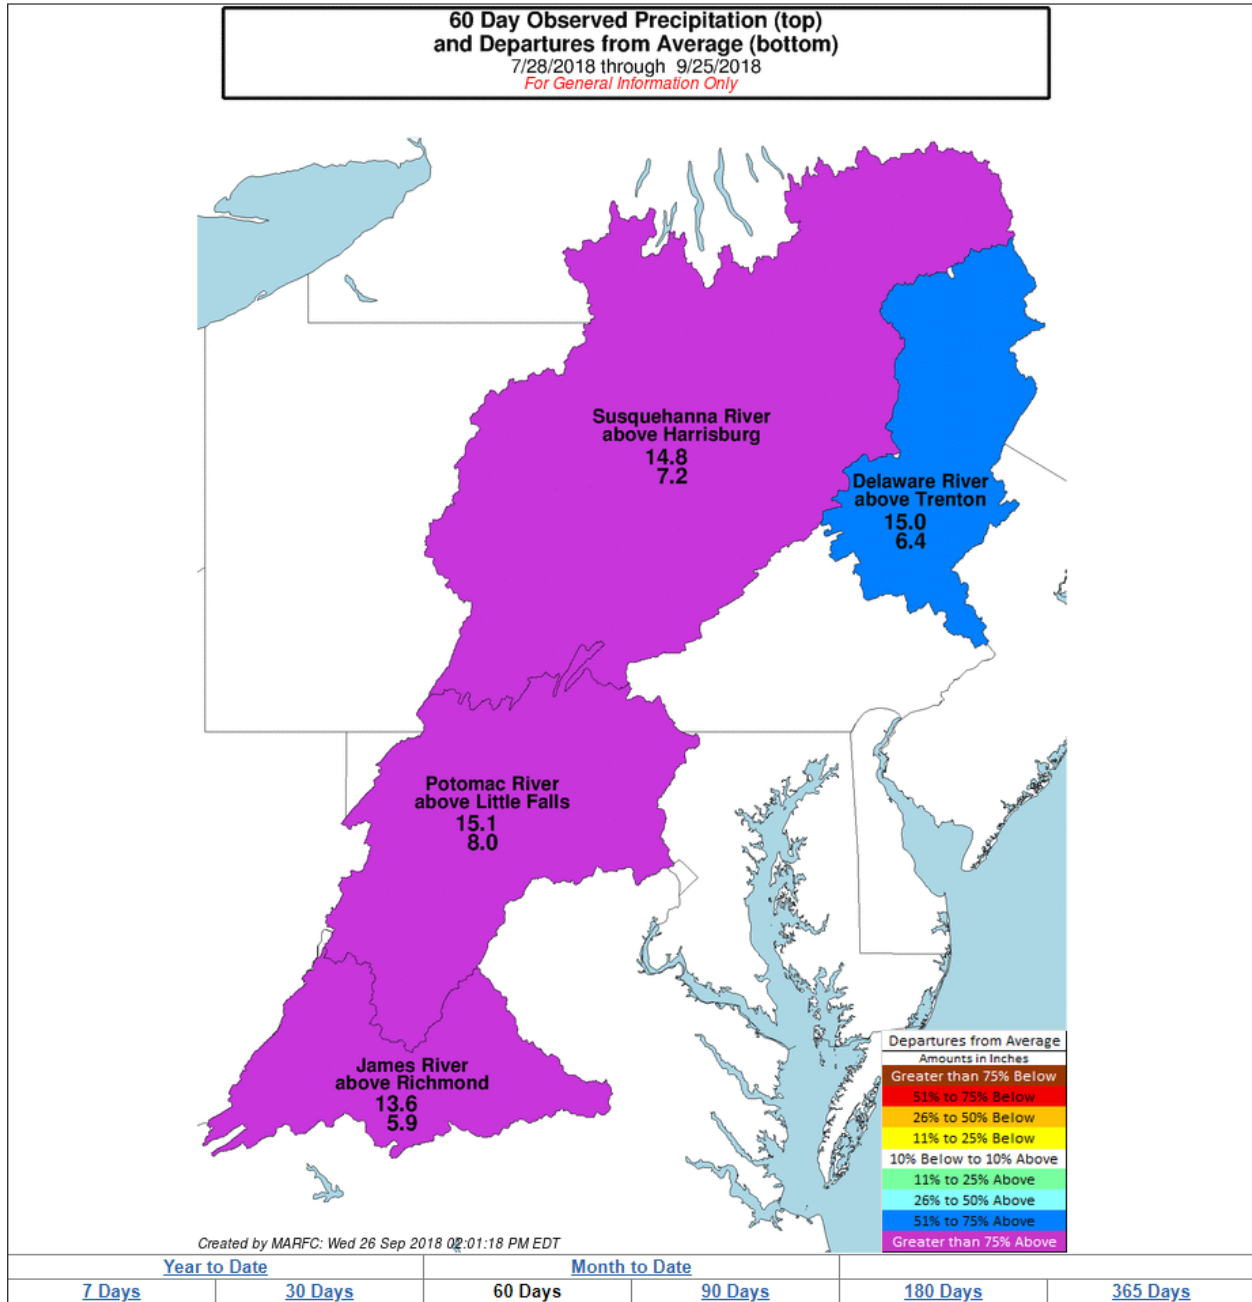 60 Day Observed Precipitation (top)
and Departures from Average (bottom)
7/28/2018 through 9/25/2018
For General Information Only
Susquehanna River
above Harrisburg
14.8
7.2
Delaware River
above Trenton
15.0
6.4
Potomac River
above Little Falls
15.1
8.0
James River
above Richmond
13.6
5.9
Departures from Average
Amounts in Inches
Greater than 75% Below
51% to 75% Below
26% to 50% Below
11% to 25% Below
10% Below to 10% Above
11% to 25% Above
26% to 50% Above
51% to 75% Above
Greater than 75% Above
Created by MARFC: Wed 26 Sep 2018 02:01:18 PM EDT
Year to Date Month to Date
7 Days 30 Days 60 Days 90 Days 180 Days 365 Days